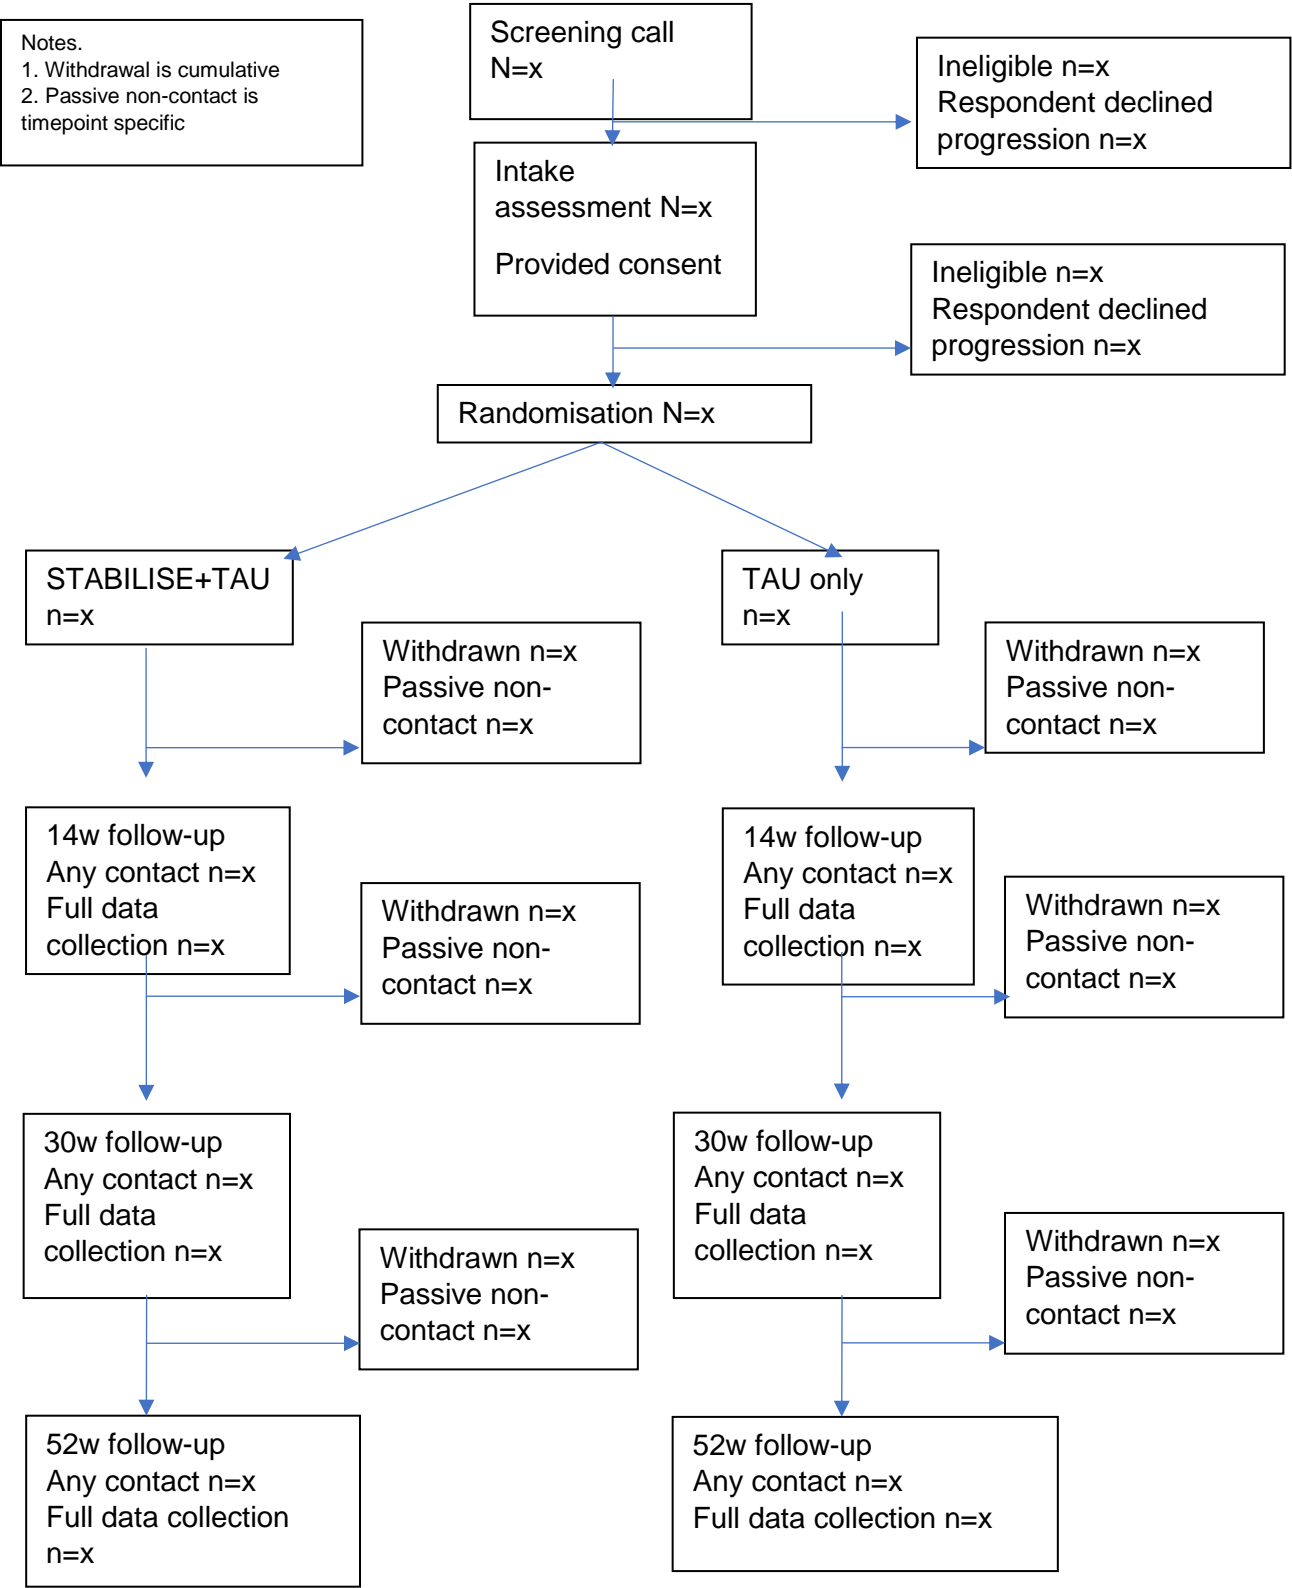 Notes.
1. Withdrawal is cumulative
2. Passive non-contact is
timepoint specific
Screening call
N=x
Ineligible n=x
Respondent declined
progression n=x
Intake
assessment N=x
Provided consent
Ineligible n=x
Respondent declined
progression n=x
Randomisation N=x
STABILISE+TAU
n=x
TAU only
n=x
Withdrawn n=x
Passive non-
contact n=x
Withdrawn n=x
Passive non-
contact n=x
14w follow-up
Any contact n=x
Full data
collection n=x
14w follow-up
Any contact n=x
Full data
collection n=x
Withdrawn n=x
Passive non-
contact n=x
Withdrawn n=x
Passive non-
contact n=x
30w follow-up
Any contact n=x
Full data
collection n=x
30w follow-up
Any contact n=x
Full data
collection n=x
Withdrawn n=x
Passive non-
contact n=x
Withdrawn n=x
Passive non-
contact n=x
52w follow-up
Any contact n=x
Full data collection
n=x
52w follow-up
Any contact n=x
Full data collection n=x